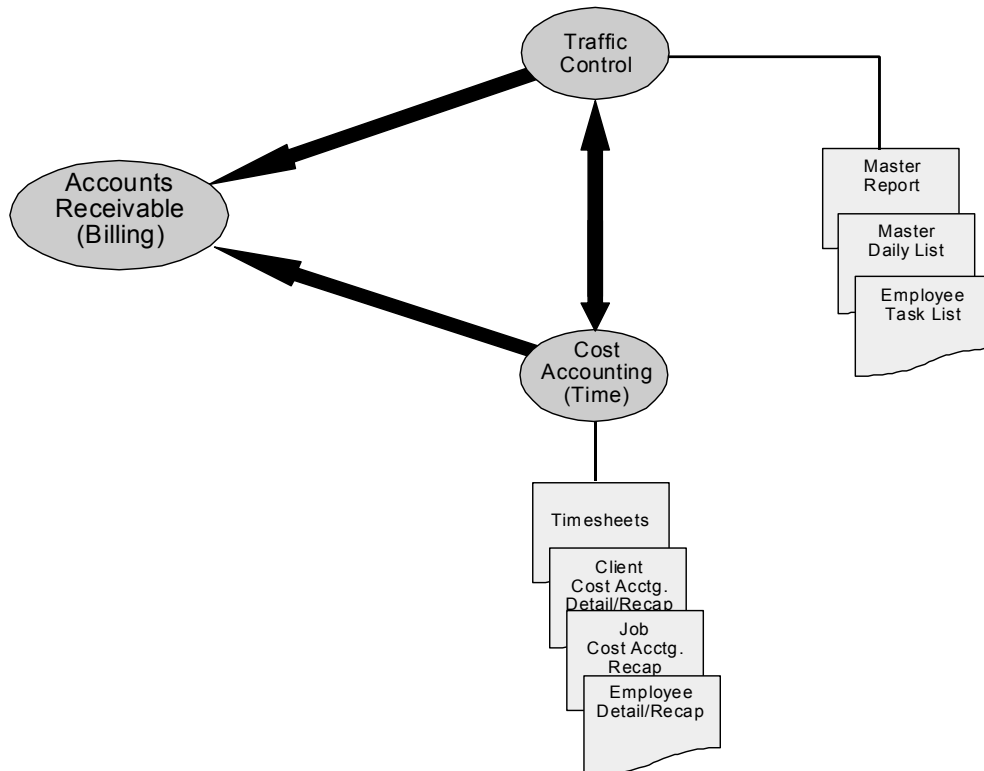 Traffic
Control
Accounts
Receivable
(Billing)
Master
Report
Master
Daily List
Employee
Task List
Cost
Accounting
(Time)
Timesheets
Client
Cost Acctg.
Detail/Recap
Job
Cost Acctg.
Recap
Employee
Detail/Recap